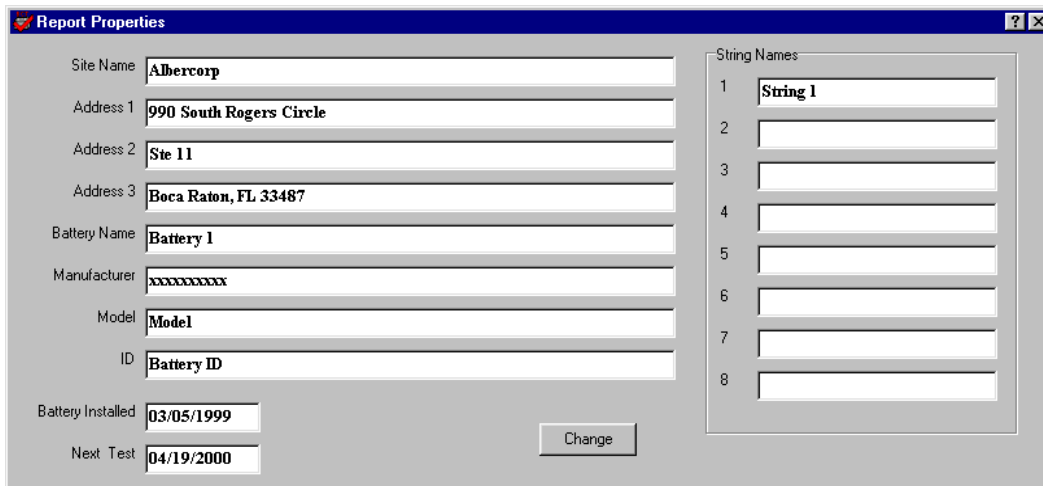 Report Properties
Site Name Albercorp
Address 1 990 South Rogers Circle
Address 2 Ste 11
Address 3 Boca Raton, FL 33487
Battery Name Battery 1
Manufacturer xxxxxxxxxx
Model Model
ID Battery ID
Battery Installed 03/05/1999
Next Test 04/19/2000
Change
String Names
1 String 1
2
3
4
5
6
7
8